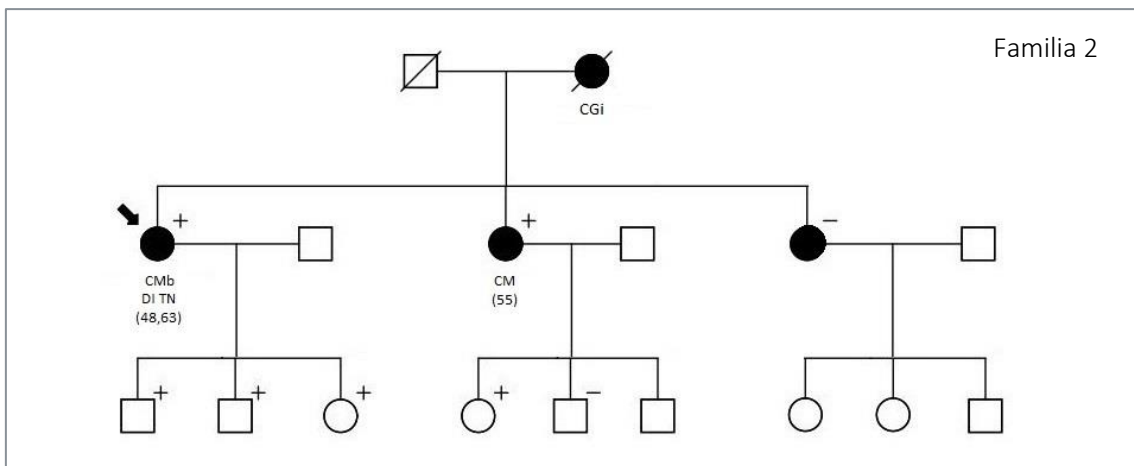 Familia 2
CGi
+
+
−
CMb
DI TN
(48,63)
CM
(55)
+
+
+
+
−